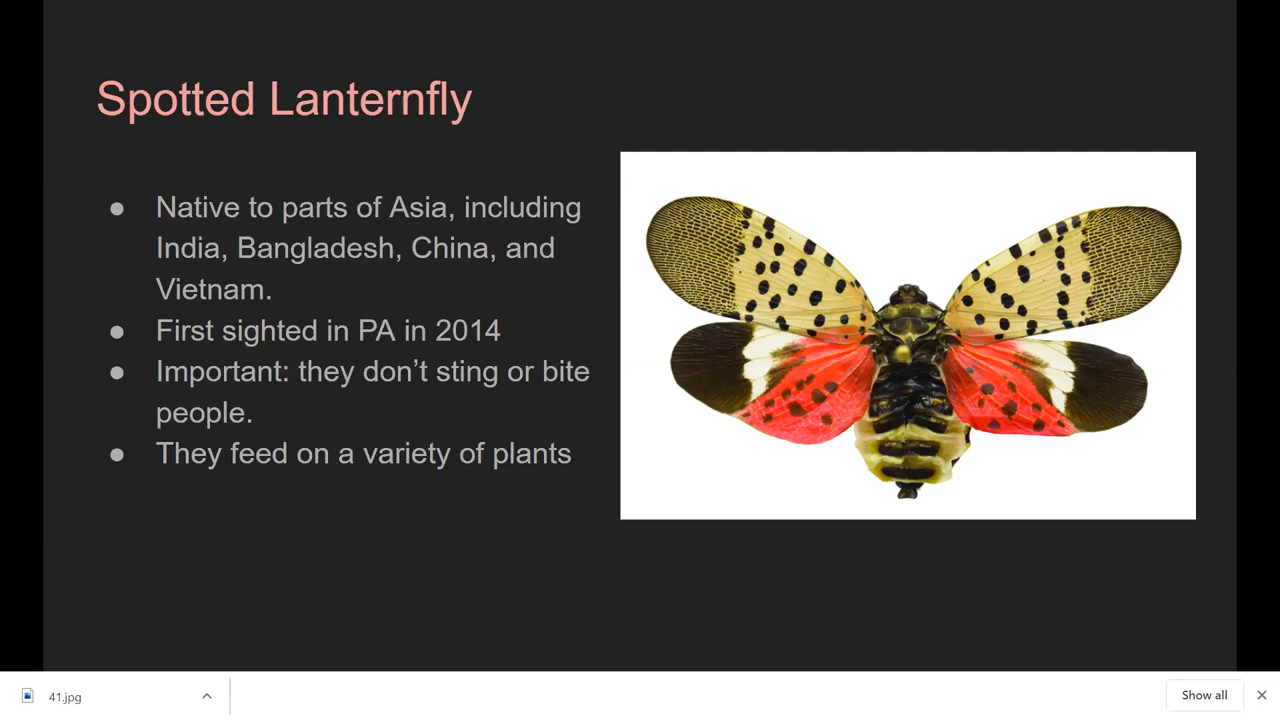 Spotted Lanternfly
● Native to parts of Asia, including
India, Bangladesh, China, and
Vietnam.
● First sighted in PA in 2014
● Important: they don’t sting or bite
people.
● They feed on a variety of plants
41.jpg
Show all